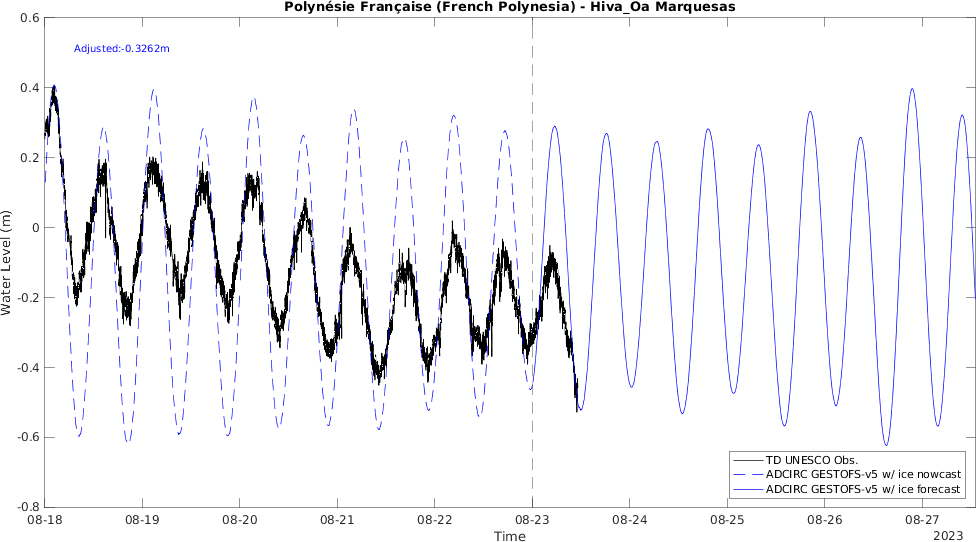 Polynésie Française (French Polynesia) - Hiva_Oa Marquesas
0.6
Adjusted:-0.3262m
0.4
0.2
0
-0.2
-0.4
-0.6
-0.8
Water Level (m)
TD UNESCO Obs.
ADCIRC GESTOFS-v5 w/ ice nowcast
ADCIRC GESTOFS-v5 w/ ice forecast
08-18 08-19 08-20 08-21 08-22 08-23 08-24 08-25 08-26 08-27
Time
2023